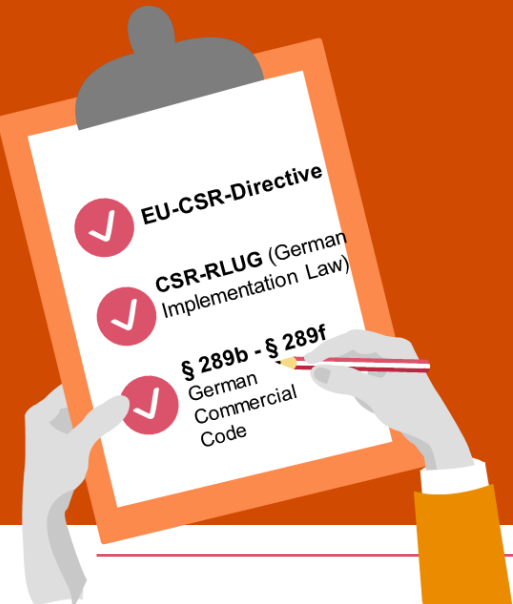 EU-CSR-Directive
CSR-RLUG (German
Implementation Law)
§ 289b - § 289f
German
Commercial
Code